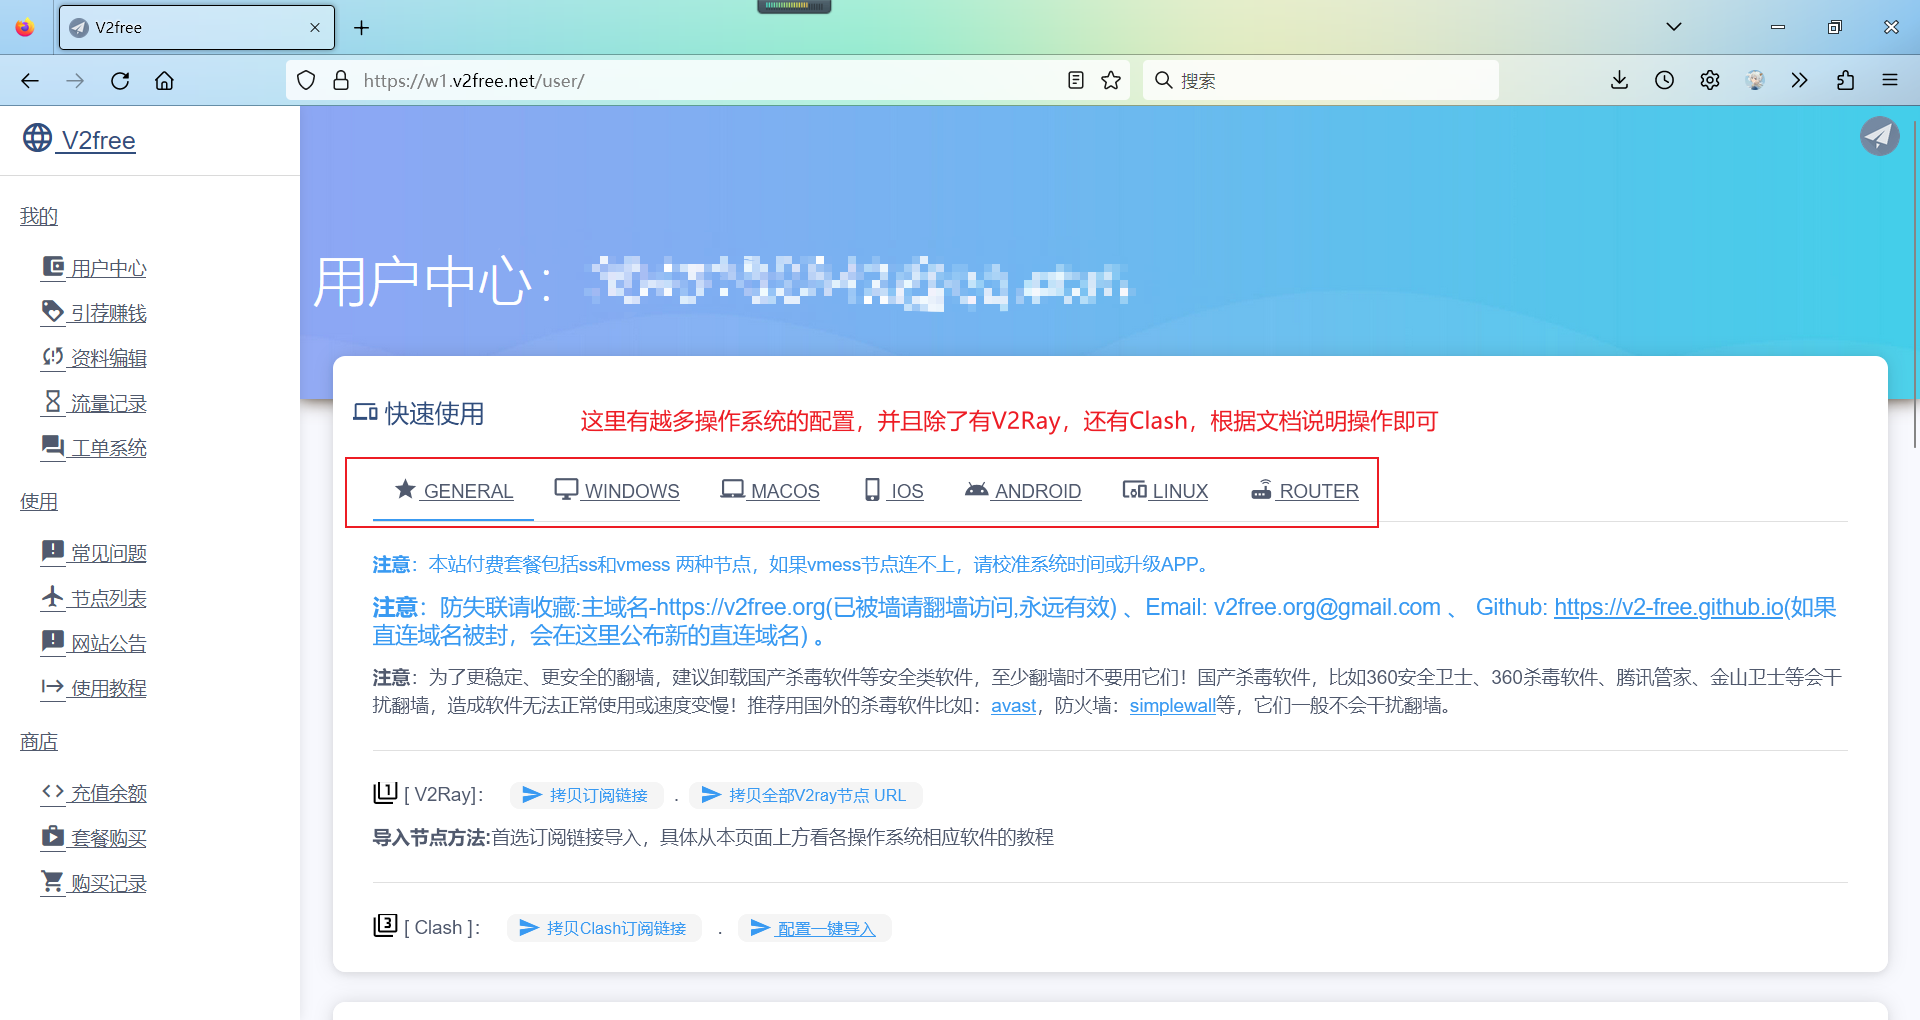 V2free
https://w1.v2free.net/user/
搜索
V2free
我的
用户中心
引荐赚钱
资料编辑
流量记录
工单系统
使用
常见问题
节点列表
网站公告
使用教程
商店
充值余额
套餐购买
购买记录
用户中心：
快速使用
这里有越多操作系统的配置，并且除了有V2Ray，还有Clash，根据文档说明操作即可
GENERAL WINDOWS MACOS IOS ANDROID LINUX ROUTER
注意：本站付费套餐包括ss和vmess 两种节点，如果vmess节点连不上，请校准系统时间或升级APP。
注意：防失联请收藏:主域名-https://v2free.org(已被墙请翻墙访问,永远有效) 、Email: v2free.org@gmail.com 、 Github: https://v2-free.github.io(如果
直连域名被封，会在这里公布新的直连域名) 。
注意：为了更稳定、更安全的翻墙，建议卸载国产杀毒软件等安全类软件，至少翻墙时不要用它们！国产杀毒软件，比如360安全卫士、360杀毒软件、腾讯管家、金山卫士等会干
扰翻墙，造成软件无法正常使用或速度变慢！推荐用国外的杀毒软件比如：avast，防火墙：simplewall等，它们一般不会干扰翻墙。
1 [ V2Ray]： 拷贝订阅链接 . 拷贝全部V2ray节点 URL
导入节点方法:首选订阅链接导入，具体从本页面上方看各操作系统相应软件的教程
3 [ Clash ]： 拷贝Clash订阅链接 . 配置一键导入